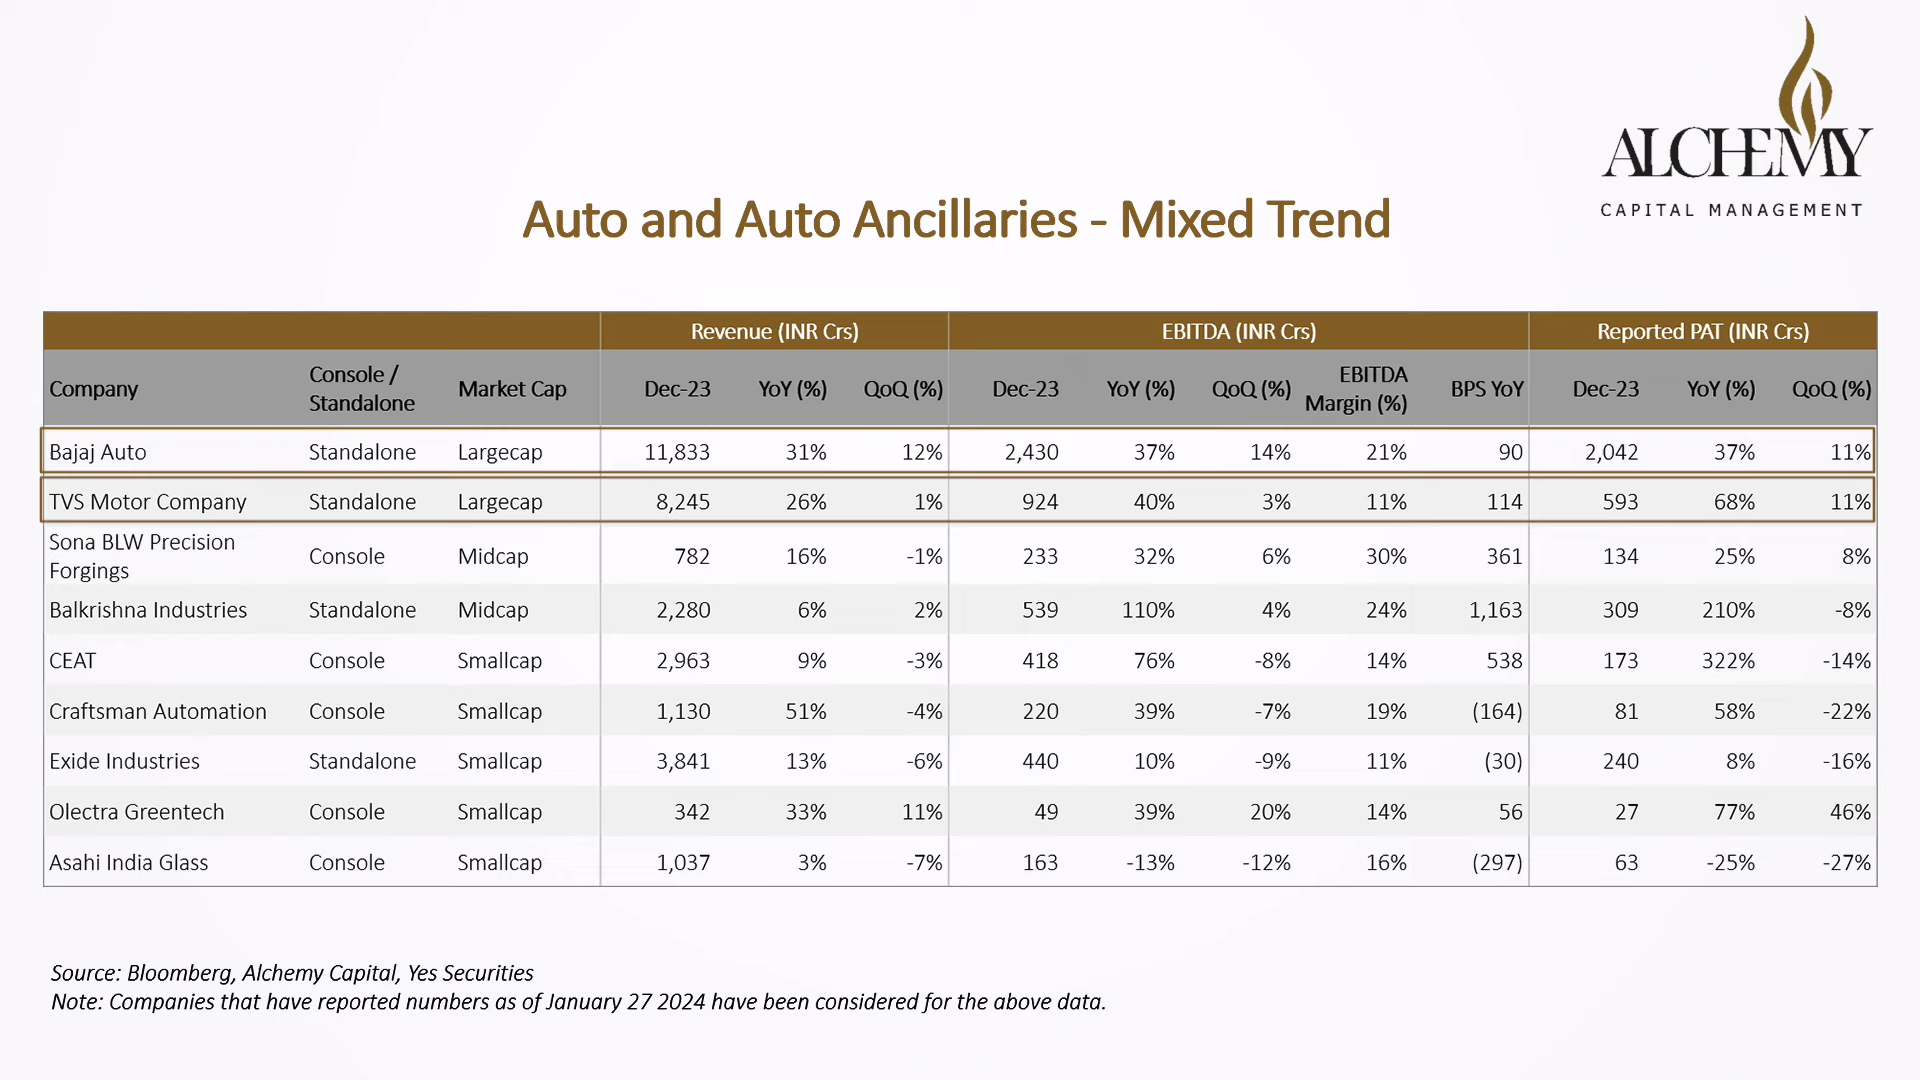 ALCHEMY
CAPITAL MANAGEMENT
Auto and Auto Ancillaries - Mixed Trend
Revenue (INR Crs) EBITDA (INR Crs) Reported PAT (INR Crs)
Company Console / Standalone Market Cap Dec-23 YoY (%) QoQ (%) Dec-23 YoY (%) QoQ (%) EBITDA Margin (%) BPS YoY Dec-23 YoY (%) QoQ (%)
Bajaj Auto Standalone Largecap 11,833 31% 12% 2,430 37% 14% 21% 90 2,042 37% 11%
TVS Motor Company Standalone Largecap 8,245 26% 1% 924 40% 3% 11% 114 593 68% 11%
Sona BLW Precision Forgings Console Midcap 782 16% -1% 233 32% 6% 30% 361 134 25% 8%
Balkrishna Industries Standalone Midcap 2,280 6% 2% 539 110% 4% 24% 1,163 309 210% -8%
CEAT Console Smallcap 2,963 9% -3% 418 76% -8% 14% 538 173 322% -14%
Craftsman Automation Console Smallcap 1,130 51% -4% 220 39% -7% 19% (164) 81 58% -22%
Exide Industries Standalone Smallcap 3,841 13% -6% 440 10% -9% 11% (30) 240 8% -16%
Olectra Greentech Console Smallcap 342 33% 11% 49 39% 20% 14% 56 27 77% 46%
Asahi India Glass Console Smallcap 1,037 3% -7% 163 -13% -12% 16% (297) 63 -25% -27%
Source: Bloomberg, Alchemy Capital, Yes Securities
Note: Companies that have reported numbers as of January 27 2024 have been considered for the above data.